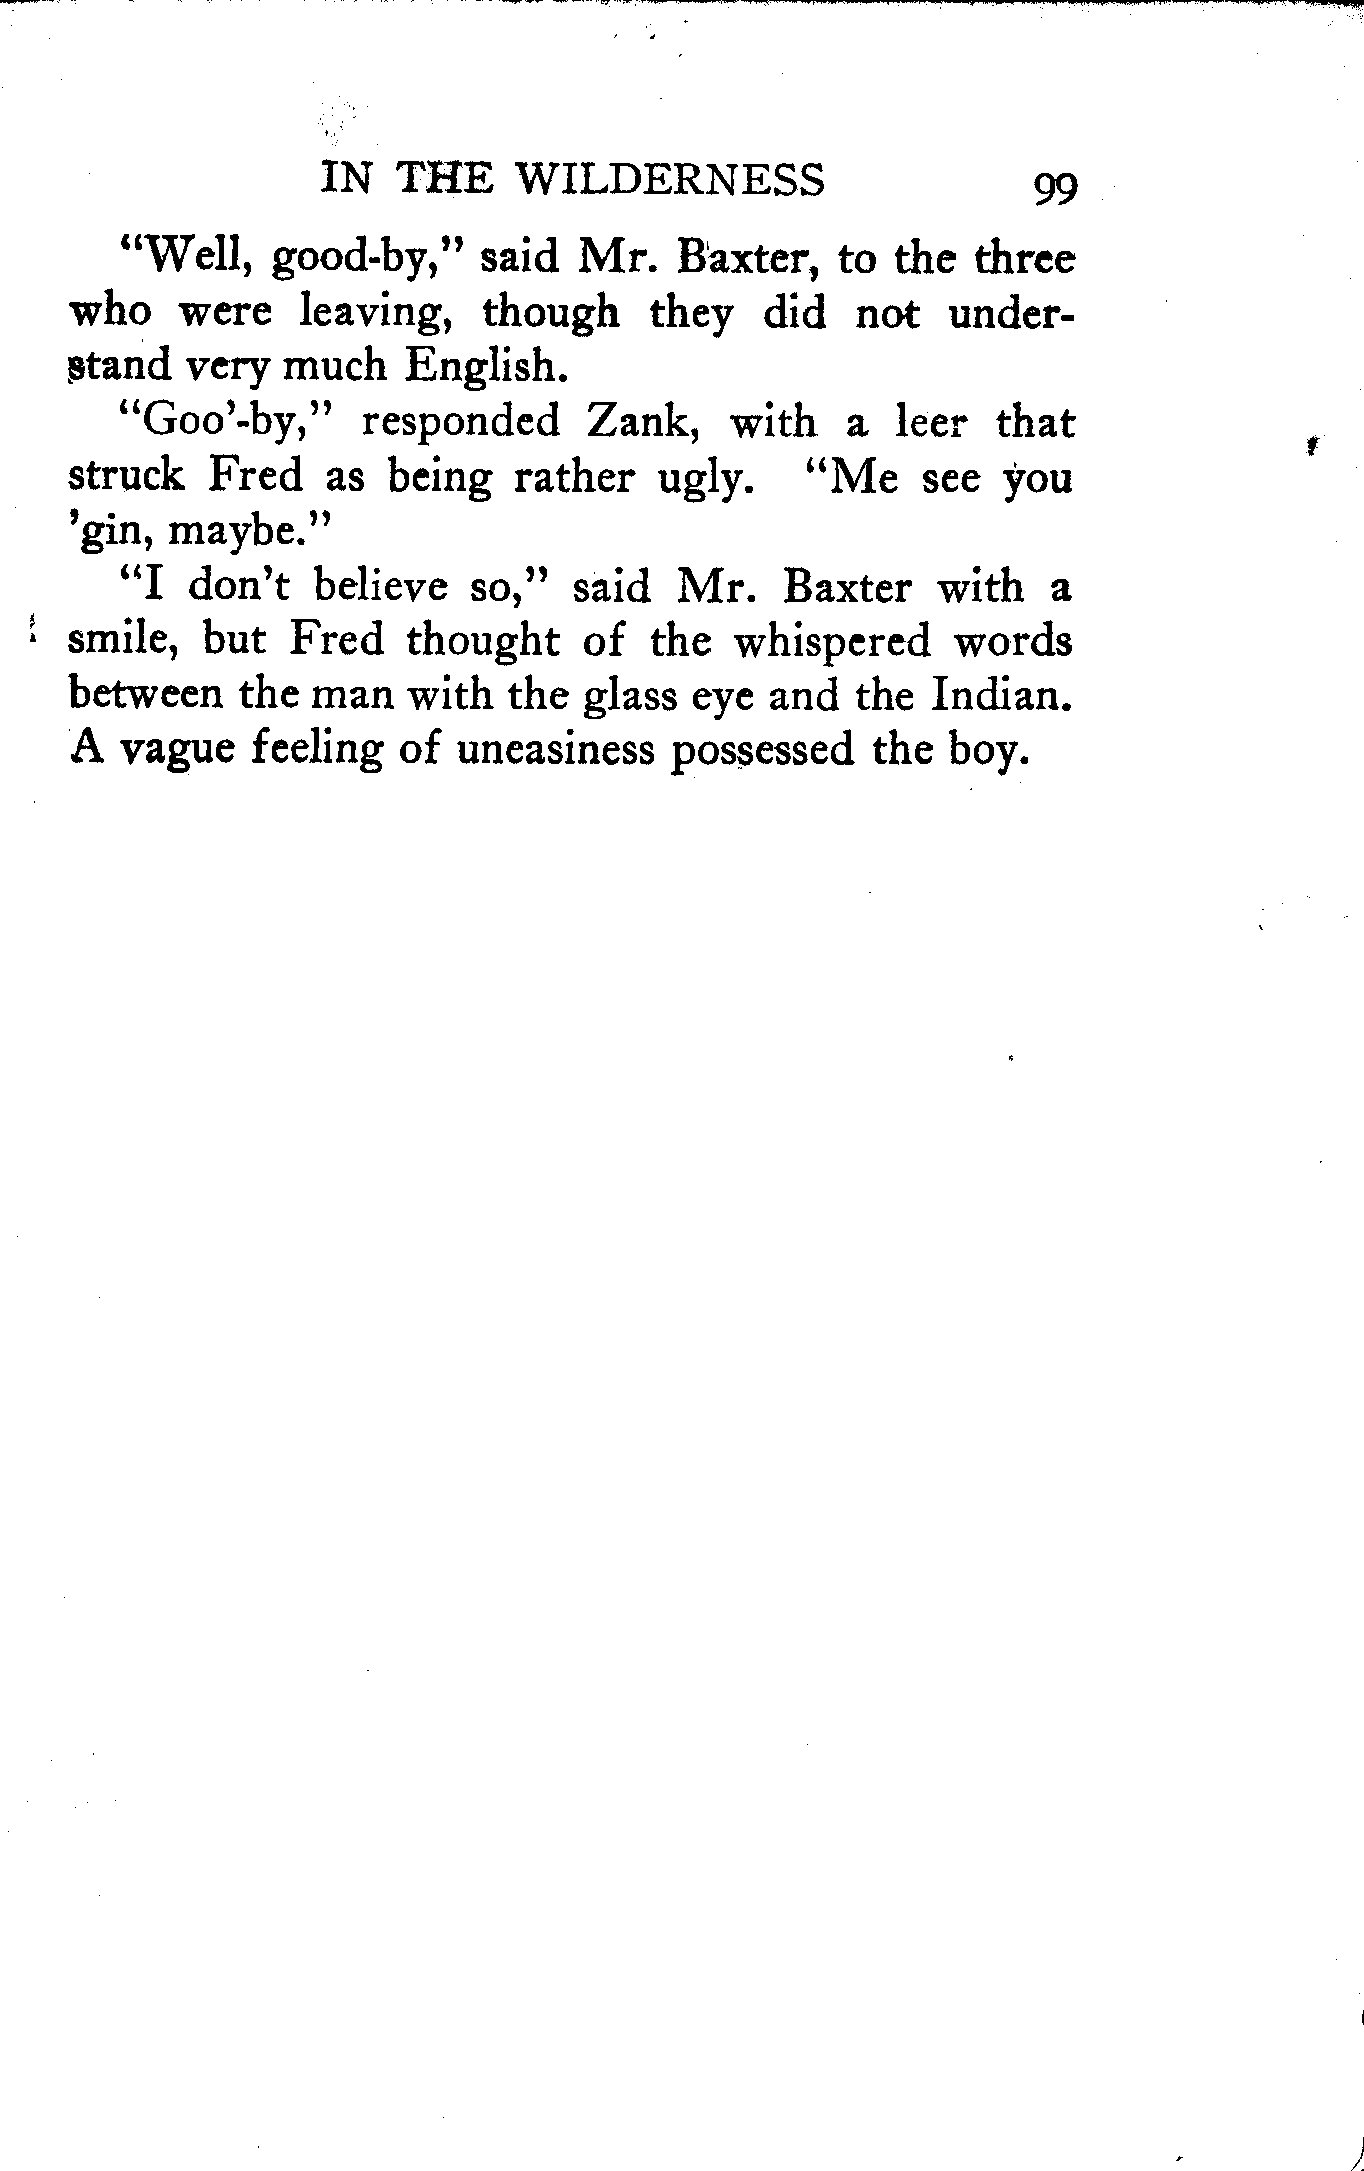 IN THE WILDERNESS 99
“Well, good-by,” said Mr. Baxter, to the three
who were leaving, though they did not under-
stand very much English.
“Goo’-by,” responded Zank, with a leer that
struck Fred as being rather ugly. “Me see you
’gin, maybe.”
“I don’t believe so,” said Mr. Baxter with a
smile, but Fred thought of the whispered words
between the man with the glass eye and the Indian.
A vague feeling of uneasiness possessed the boy.